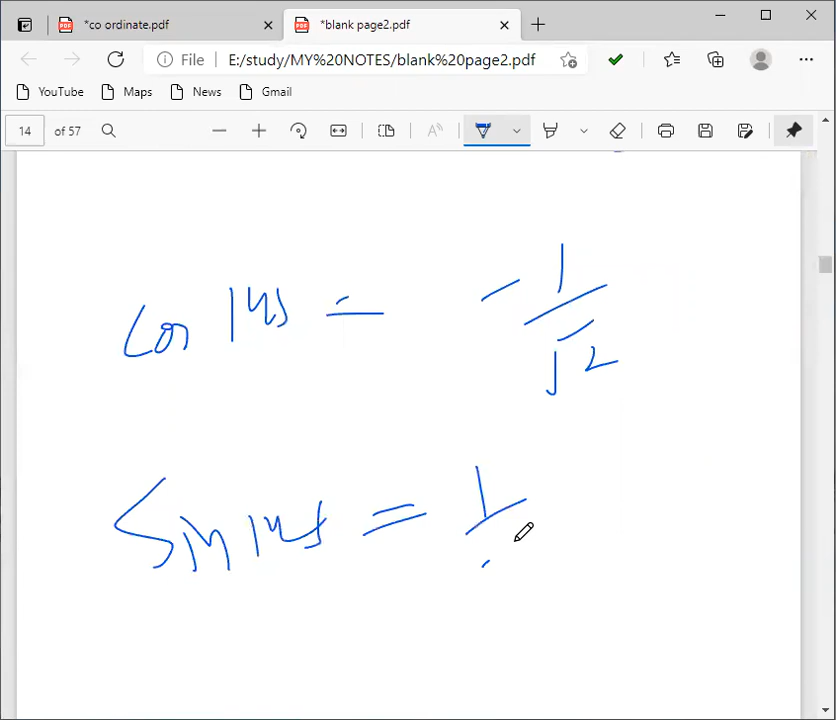 *co ordinate.pdf
*blank page2.pdf
File E:/study/MY%20NOTES/blank%20page2.pdf
YouTube Maps News Gmail
14 of 57
cos 145 = - 1/√2
Sin 145 = 1